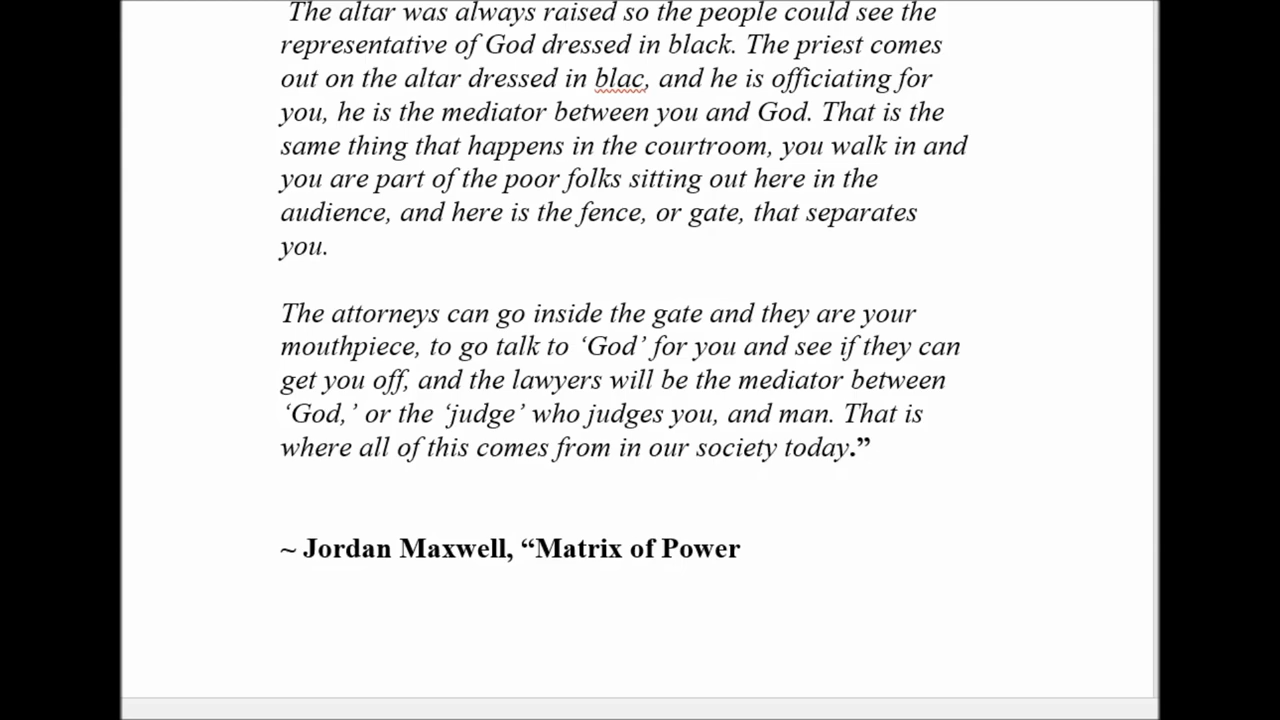 The altar was always raised so the people could see the
representative of God dressed in black. The priest comes
out on the altar dressed in blac, and he is officiating for
you, he is the mediator between you and God. That is the
same thing that happens in the courtroom, you walk in and
you are part of the poor folks sitting out here in the
audience, and here is the fence, or gate, that separates
you.
The attorneys can go inside the gate and they are your
mouthpiece, to go talk to ‘God’ for you and see if they can
get you off, and the lawyers will be the mediator between
‘God,’ or the ‘judge’ who judges you, and man. That is
where all of this comes from in our society today.”
~ Jordan Maxwell, “Matrix of Power